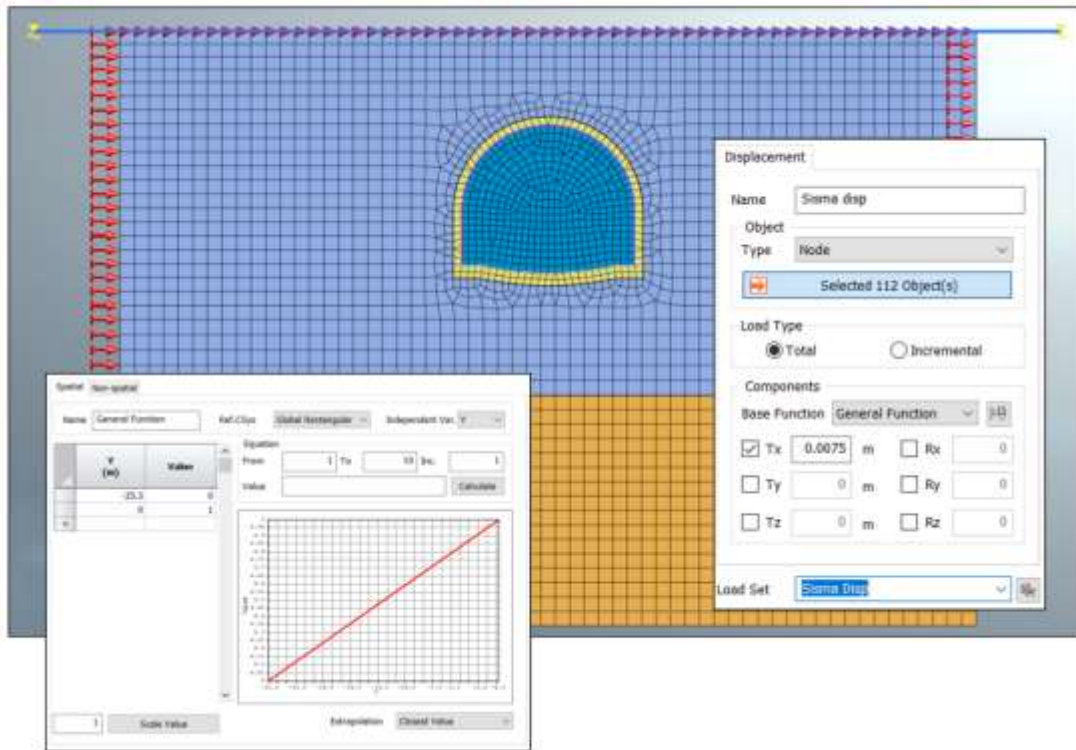 Displacement
Name Sisma disp
Object
Type Node
Selected 112 Object(s)
Load Type
Total Incremental
Components
Base Function General Function
Tx 0.0075 m Rx 0
Ty 0 m Ry 0
Tz 0 m Rz 0
Load Set Sisma Disp
Spatial Non-spatial
Name General Function Ref.CSys Global Rectangular Independent Var. Y
Equation
From 1 To 10 Inc. 1
Value Calculate
Y
(m) Value
0
0 1
1 Scale Value Extrapolation Closest Value